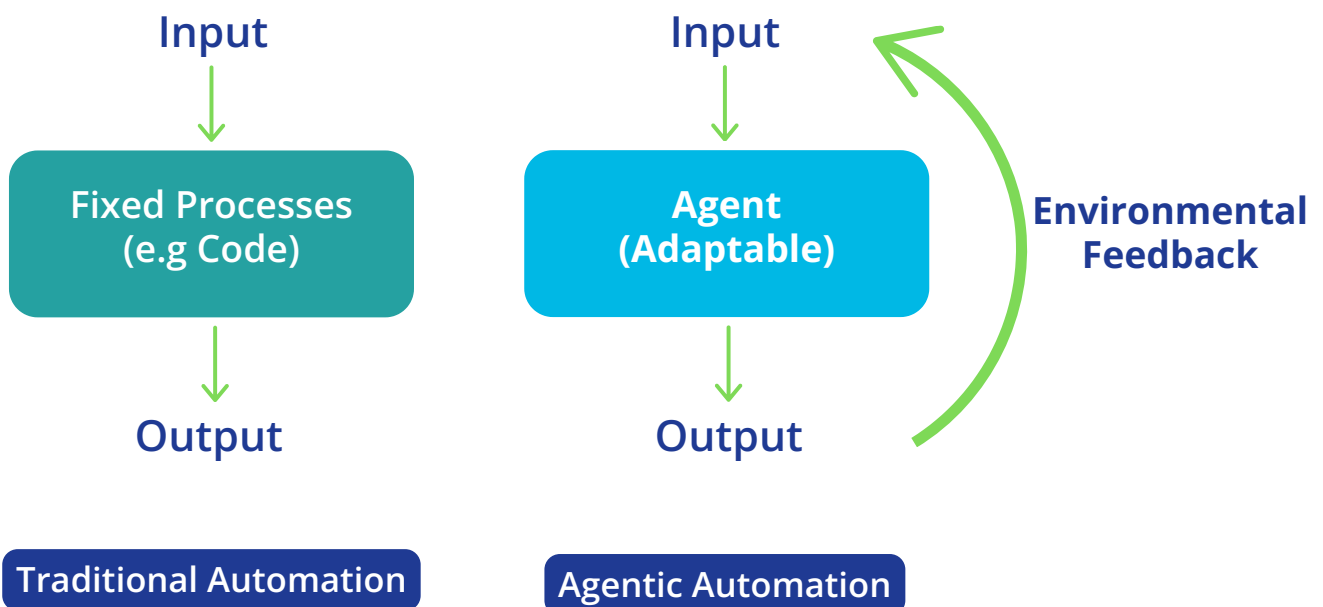 Input
Fixed Processes
(e.g Code)
Output
Traditional Automation
Input
Agent
(Adaptable)
Output
Environmental
Feedback
Agentic Automation